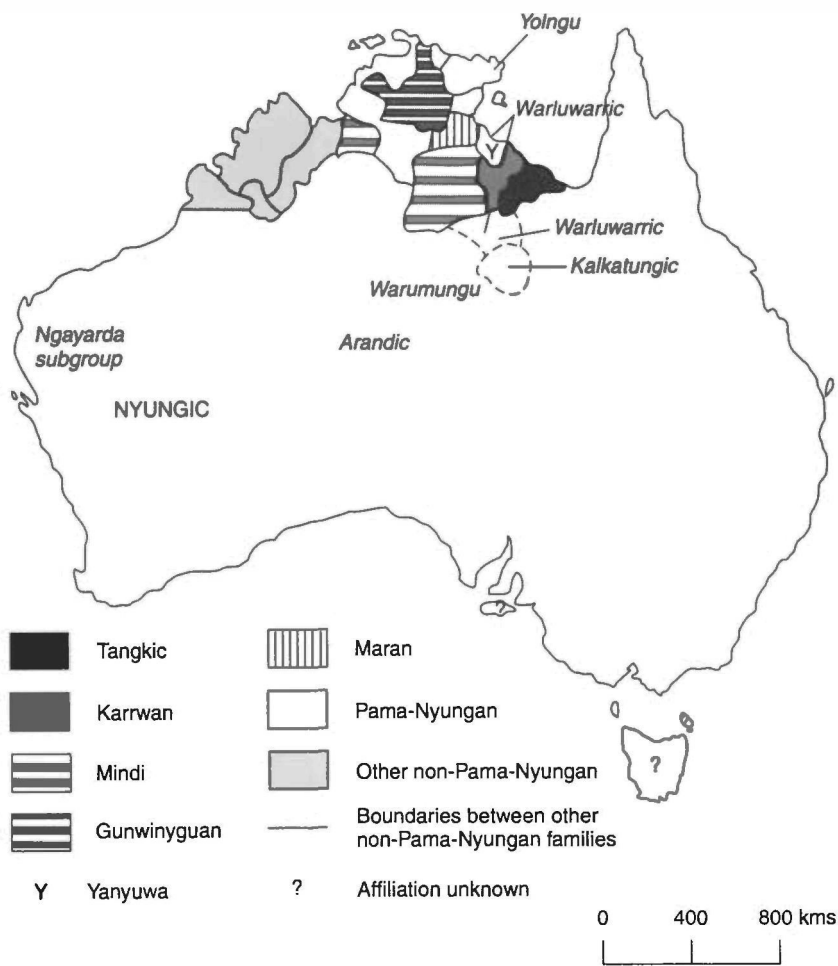 Yolngu
Warluwarric
Y
Warluwarric
Kalkatungic
Warumungu
Ngayarda
subgroup
Arandic
NYUNGIC
?
?
Tangkic
Maran
Karrwan
Pama-Nyungan
Mindi
Other non-Pama-Nyungan
Gunwinyguan
Boundaries between other
non-Pama-Nyungan families
Y Yanyuwa
? Affiliation unknown
0 400 800 kms